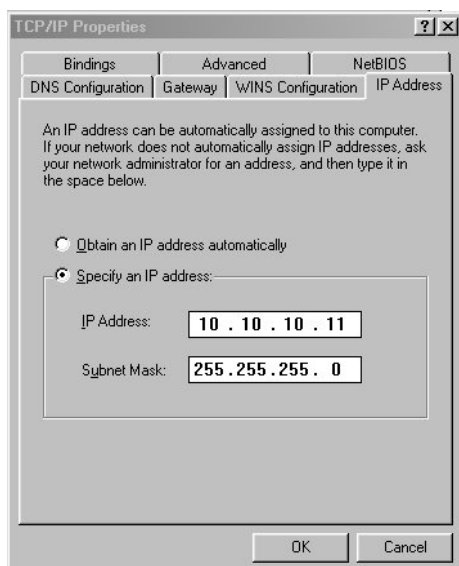 TCP/IP Properties
Bindings
Advanced
NetBIOS
DNS Configuration
Gateway
WINS Configuration
IP Address
An IP address can be automatically assigned to this computer.
If your network does not automatically assign IP addresses, ask
your network administrator for an address, and then type it in
the space below.
Obtain an IP address automatically
Specify an IP address:
IP Address: 10 . 10 . 10 . 11
Subnet Mask: 255 . 255 . 255 . 0
OK
Cancel